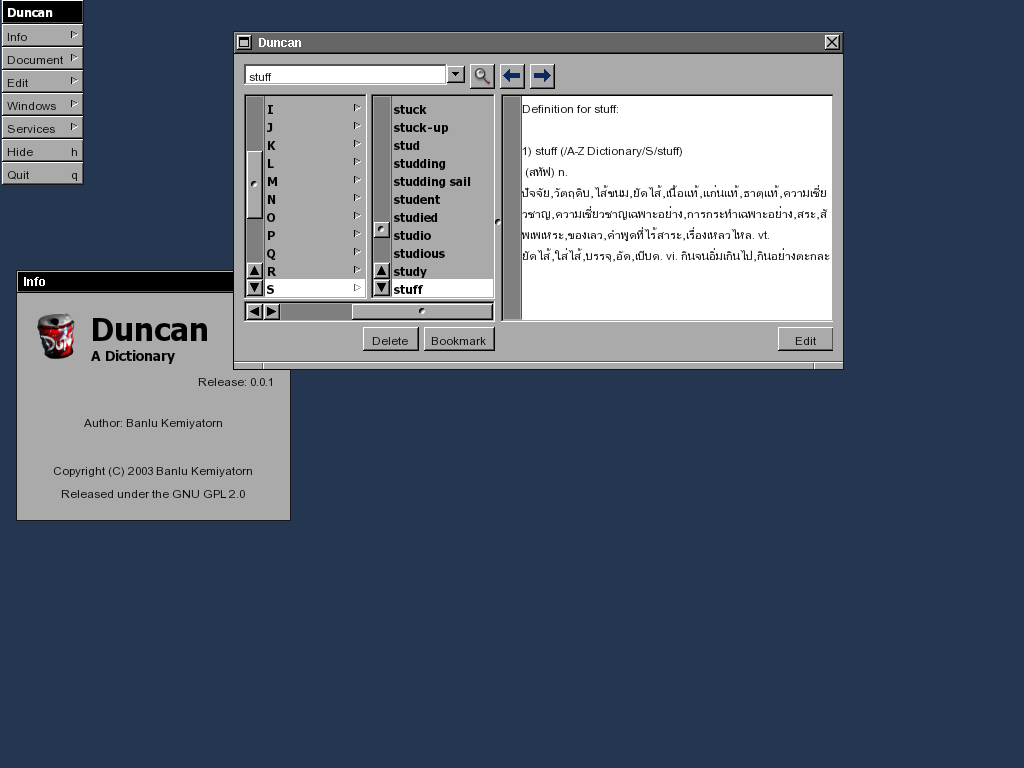 Duncan
Info
Document
Edit
Windows
Services
Hide h
Quit q
Duncan
stuff
I
J
K
L
M
N
O
P
Q
R
S
stuck
stuck-up
stud
studding
studding sail
student
studied
studio
studious
study
stuff
Definition for stuff:
1) stuff (/A-Z Dictionary/S/stuff)
(สทัฟ) n.
ปัจจัย,วัตถุดิบ,ไส้ขนม,ยัดไส้,เนื้อแท้,แก่นแท้,ธาตุแท้,ความเชี่ย
วชาญ,ความเชี่ยวชาญเฉพาะอย่าง,การกระทำเฉพาะอย่าง,สระ,สั
พเพเหระ,ของเลว,คำพูดที่ไร้สาระ,เรื่องเหลวไหล. vt.
ยัดไส้,ใส่ไส้,บรรจุ,อัด,เบียด. vi. กินจนอิ่มเกินไป,กินอย่างตะกละ
Delete
Bookmark
Edit
Info
Duncan
A Dictionary
Release: 0.0.1
Author: Banlu Kemiyatorn
Copyright (C) 2003 Banlu Kemiyatorn
Released under the GNU GPL 2.0